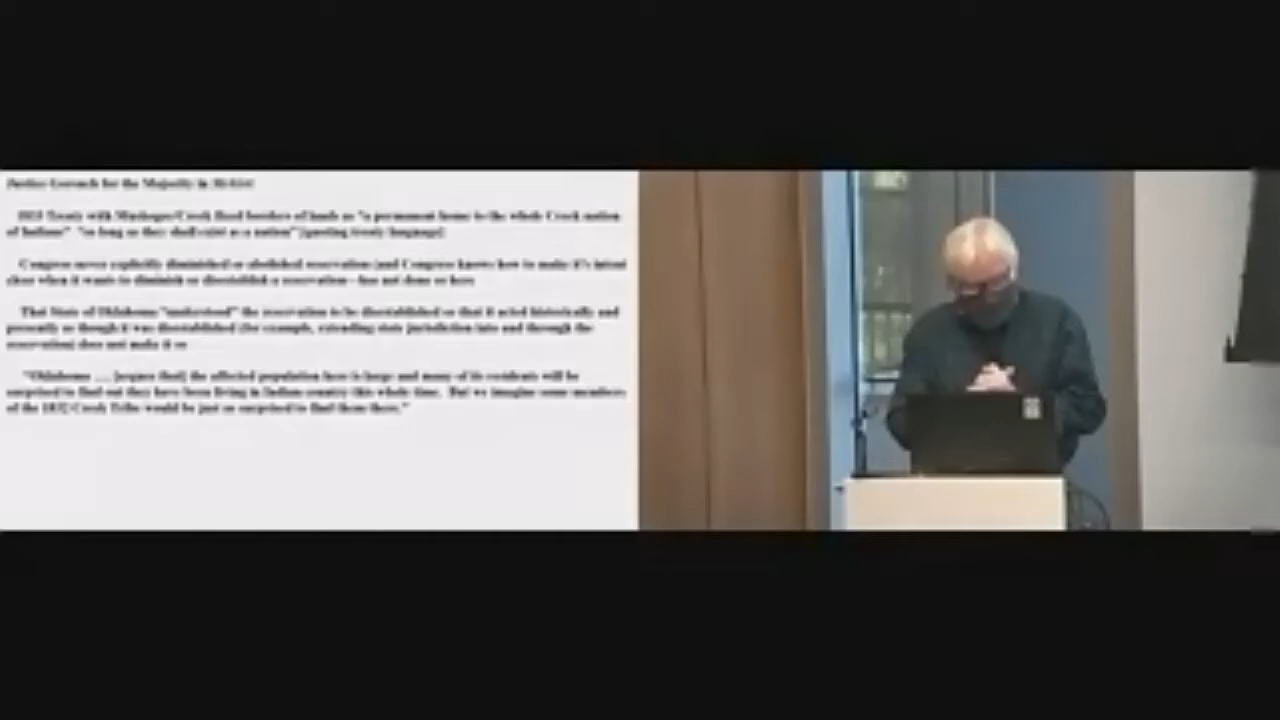 Justice Gorsuch for the Majority in McGirt
Treaty with Muskogee/Creek fixed borders of lands as "a permanent home to the whole Creek nation
of Indians" "so long as they shall exist as a nation" [quoting treaty language]
Congress never explicitly diminished or abolished reservation (and Congress knows how to make it's intent
clear when it wants to diminish or disestablish a reservation - has not done so here
That State of Oklahoma "understood" the reservation to be disestablished or that it acted historically and
presently as though it was disestablished (for example, extending state jurisdiction into and through the
reservation) does not make it so
"Oklahoma .... [argues that] the affected population here is large and many of its residents will be
surprised to find out they have been living in Indian country this whole time. But we imagine some members
of the 1832 Creek Tribe would be just as surprised to find them there."